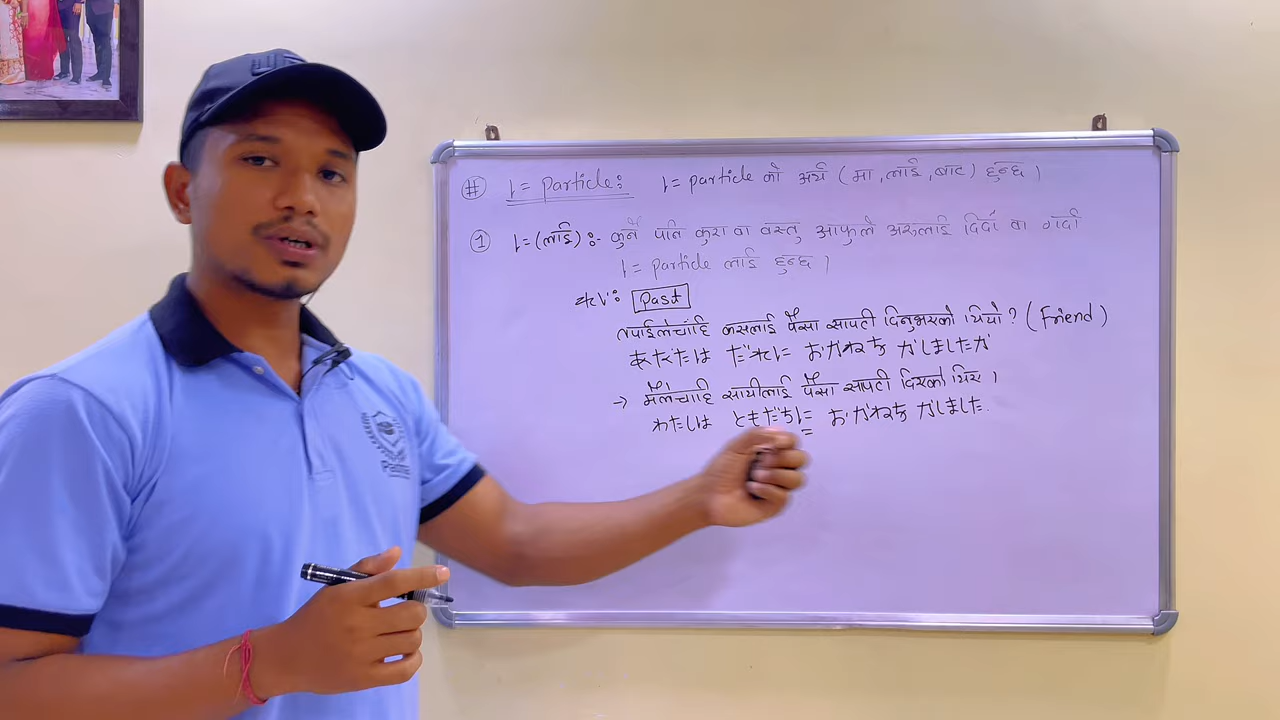 # に particle: に particle को अर्थ (मा, लाई, बाट) हुन्छ।
① に (लाई) :- कुनै पनि कुरा वा वस्तु आफुले अरुलाई दिदाँ वा गर्दा
に particle लाई हुन्छ।
かい: Past
तपाईलेचाँहि कसलाई पैसा सापटी दिनुभएको थियो? (Friend)
あなたは だれに おかねを かしましたか
→ मैलेचाहि साथीलाई पैसा सापटी दिएको थिए।
わたしは ともだちに おかねを かしました.